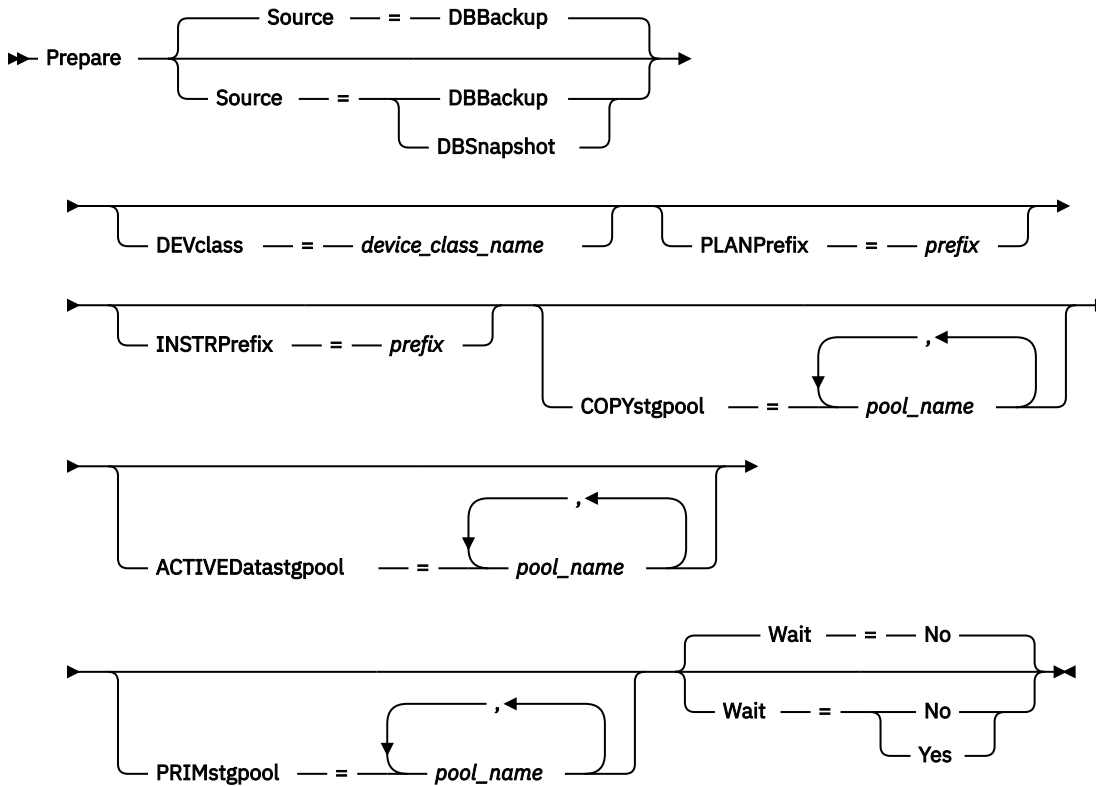 Source = DBBackup
Prepare
Source = DBBackup
DBSnapshot
DEVclass = device_class_name PLANPrefix = prefix
INSTRPrefix = prefix
,
COPYstgpool = pool_name
,
ACTIVEDatastgpool = pool_name
Wait = No
,
Wait = No
Yes
PRIMstgpool = pool_name